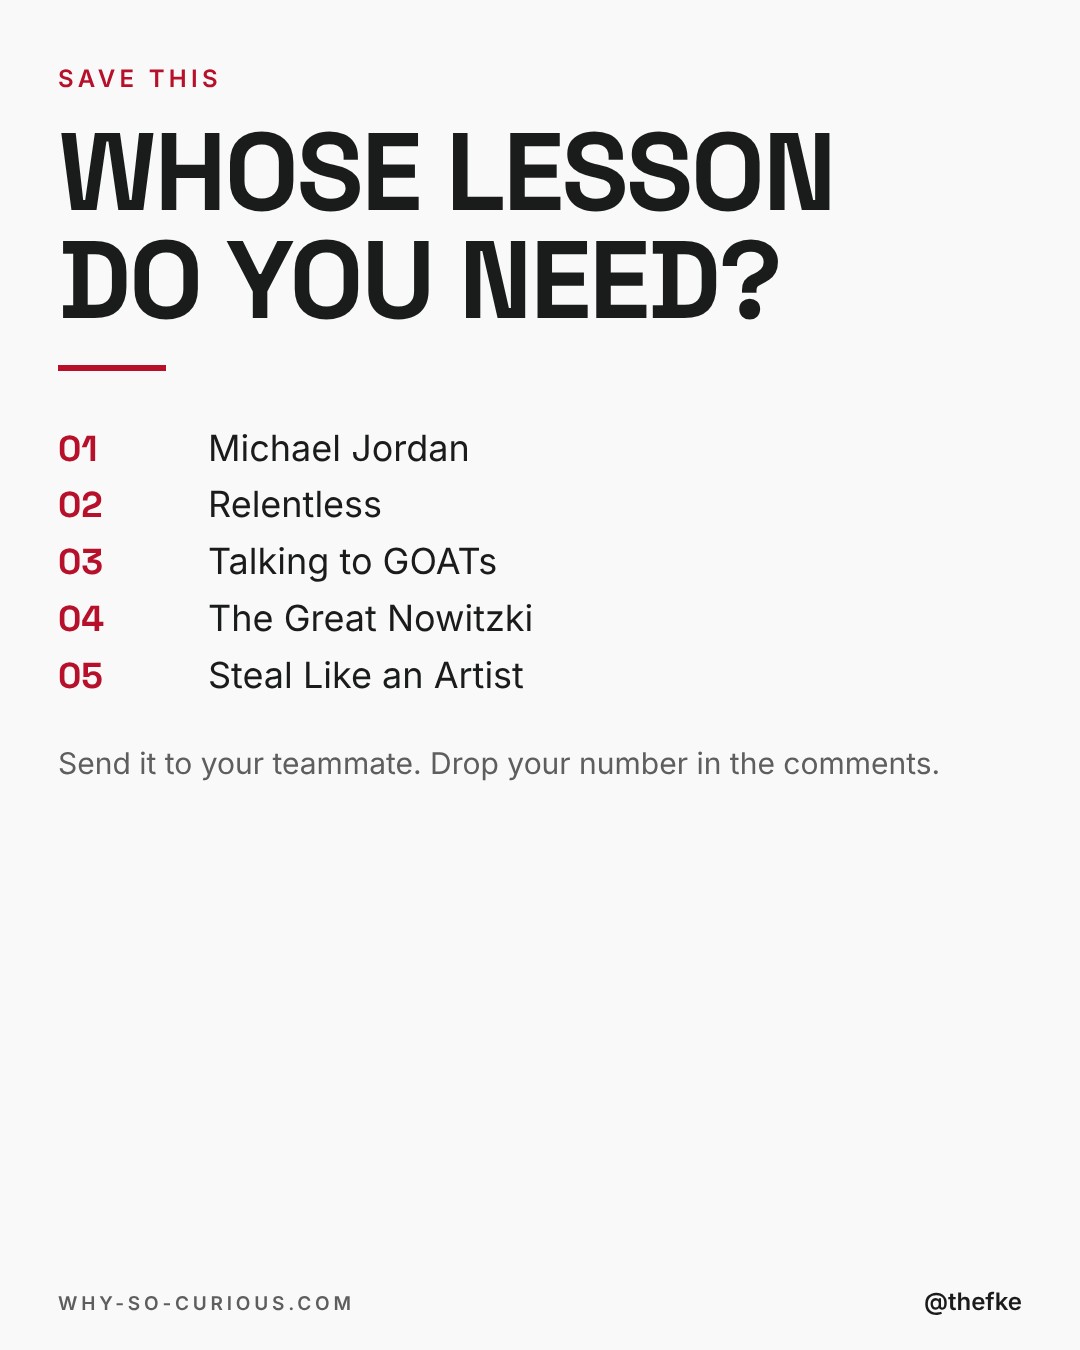 SAVE THIS
WHOSE LESSON
DO YOU NEED?
01 Michael Jordan
02 Relentless
03 Talking to GOATs
04 The Great Nowitzki
05 Steal Like an Artist
Send it to your teammate. Drop your number in the comments.
WHY-SO-CURIOUS.COM @thefke